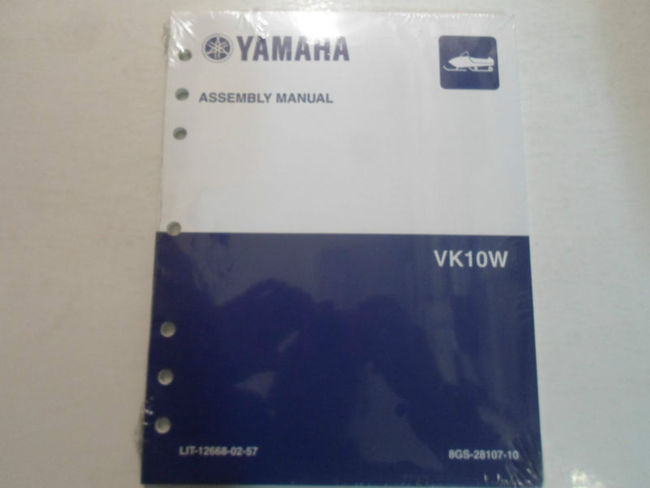 YAMAHA
ASSEMBLY MANUAL
VK10W
LIT-12668-02-57
8GS-28107-10